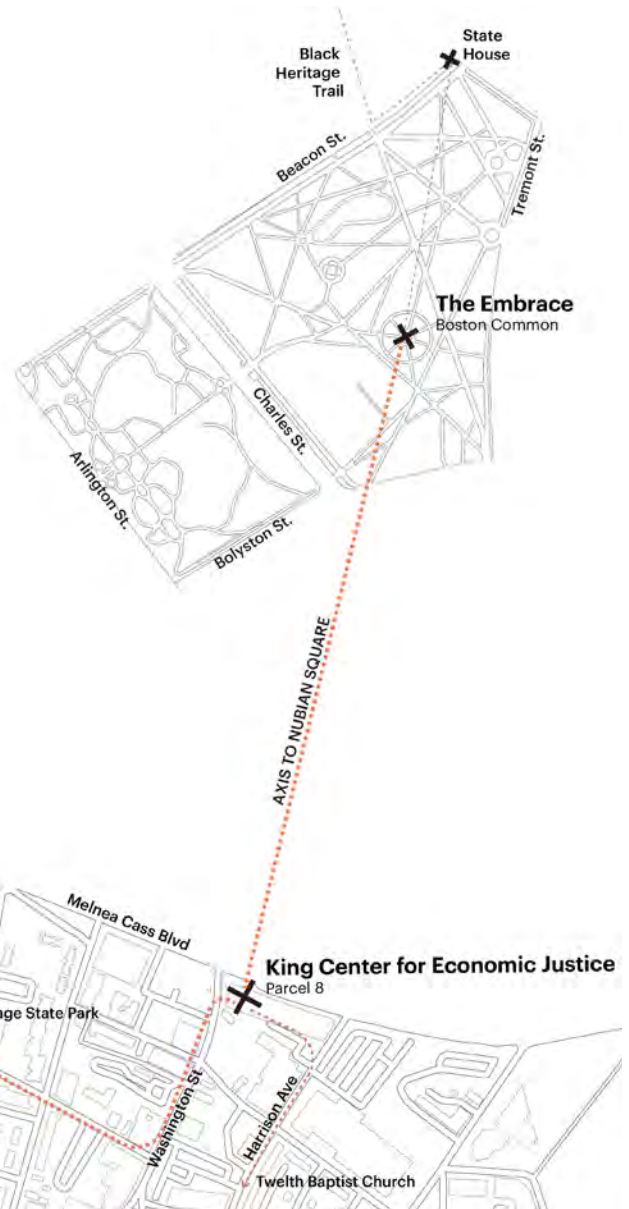 State
House
Black
Heritage
Trail
Beacon St.
Tremont St.
The Embrace
Boston Common
Charles St.
Arlington St.
Bolyston St.
AXIS TO NUBIAN SQUARE
Melnea Cass Blvd
King Center for Economic Justice
Parcel 8
age State Park
Washington St
Harrison Ave
Twelth Baptist Church